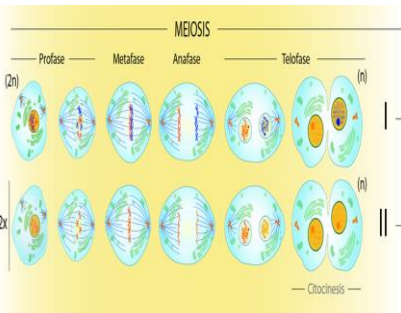 MEIOSIS
Profase Metafase Anafase Telofase
(2n) (n)
I
(n)
2x II
Citocinesis